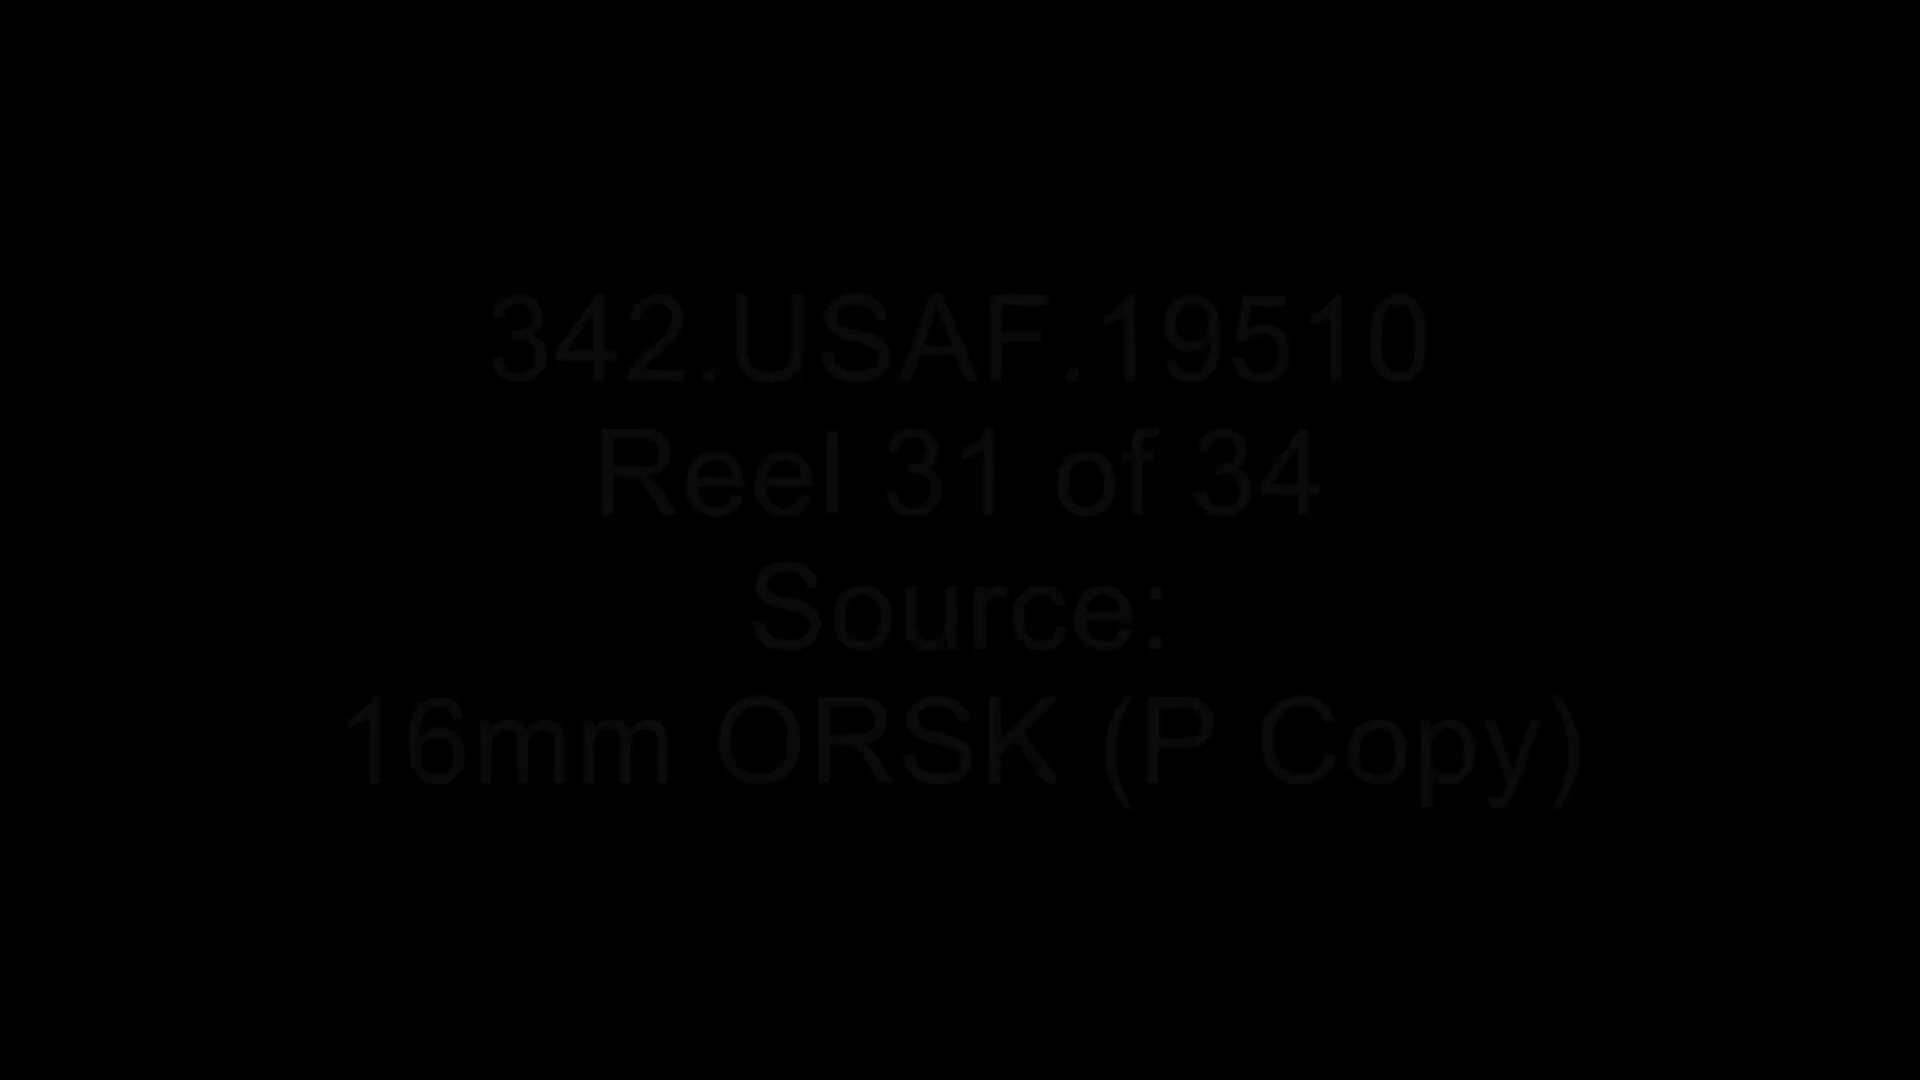 342.USAF.19510
Reel 31 of 34
Source:
16mm ORSK (P Copy)